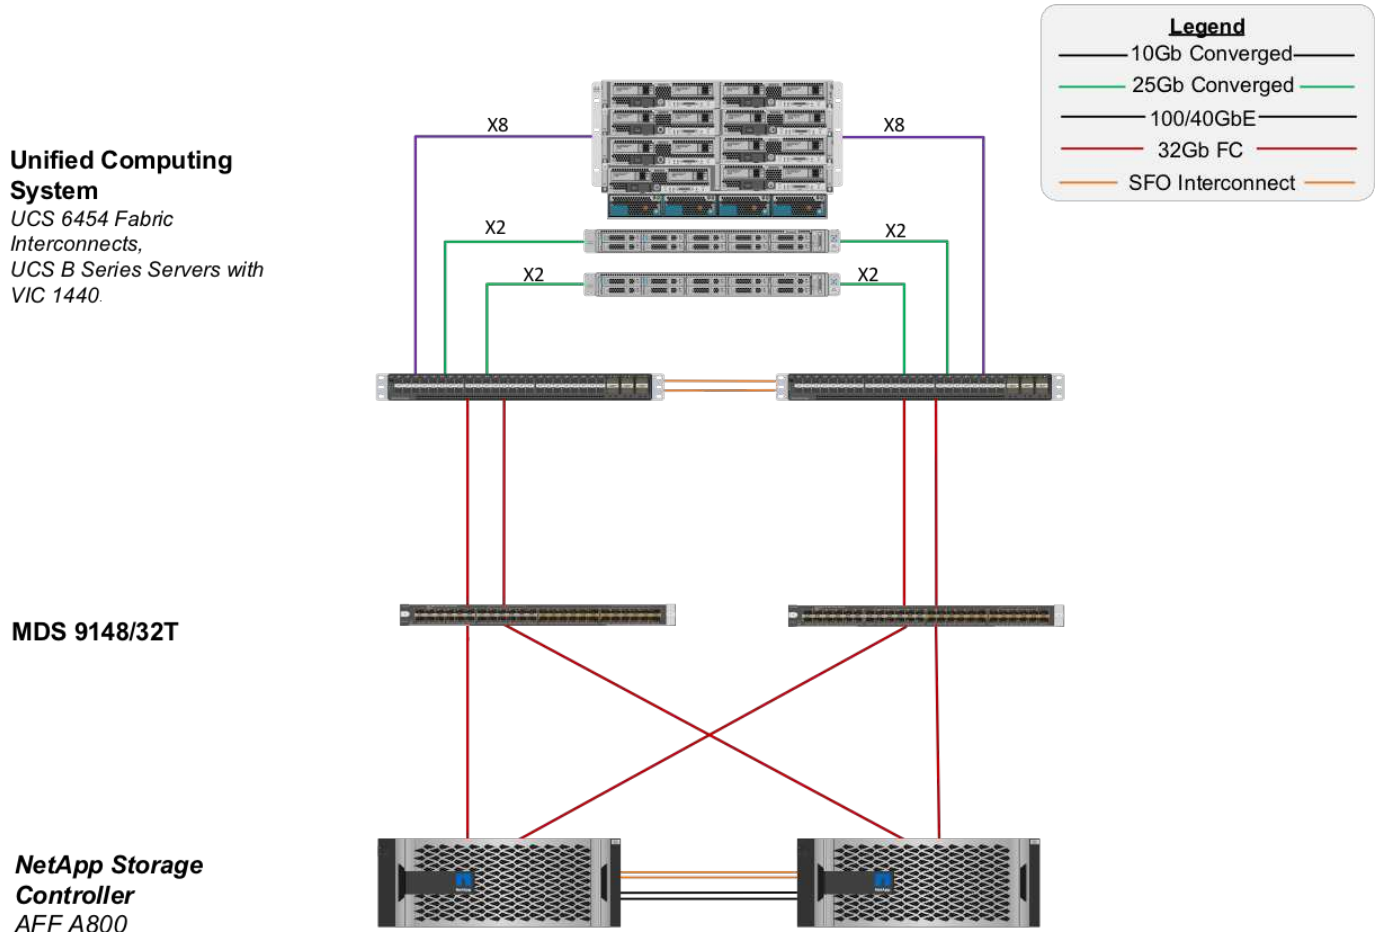 Legend
10Gb Converged
25Gb Converged
100/40GbE
32Gb FC
SFO Interconnect
X8
X8
Unified Computing
System
UCS 6454 Fabric
Interconnects,
UCS B Series Servers with
VIC 1440.
X2
X2
X2
X2
MDS 9148/32T
NetApp Storage
Controller
AFF A800
NetApp
NetApp